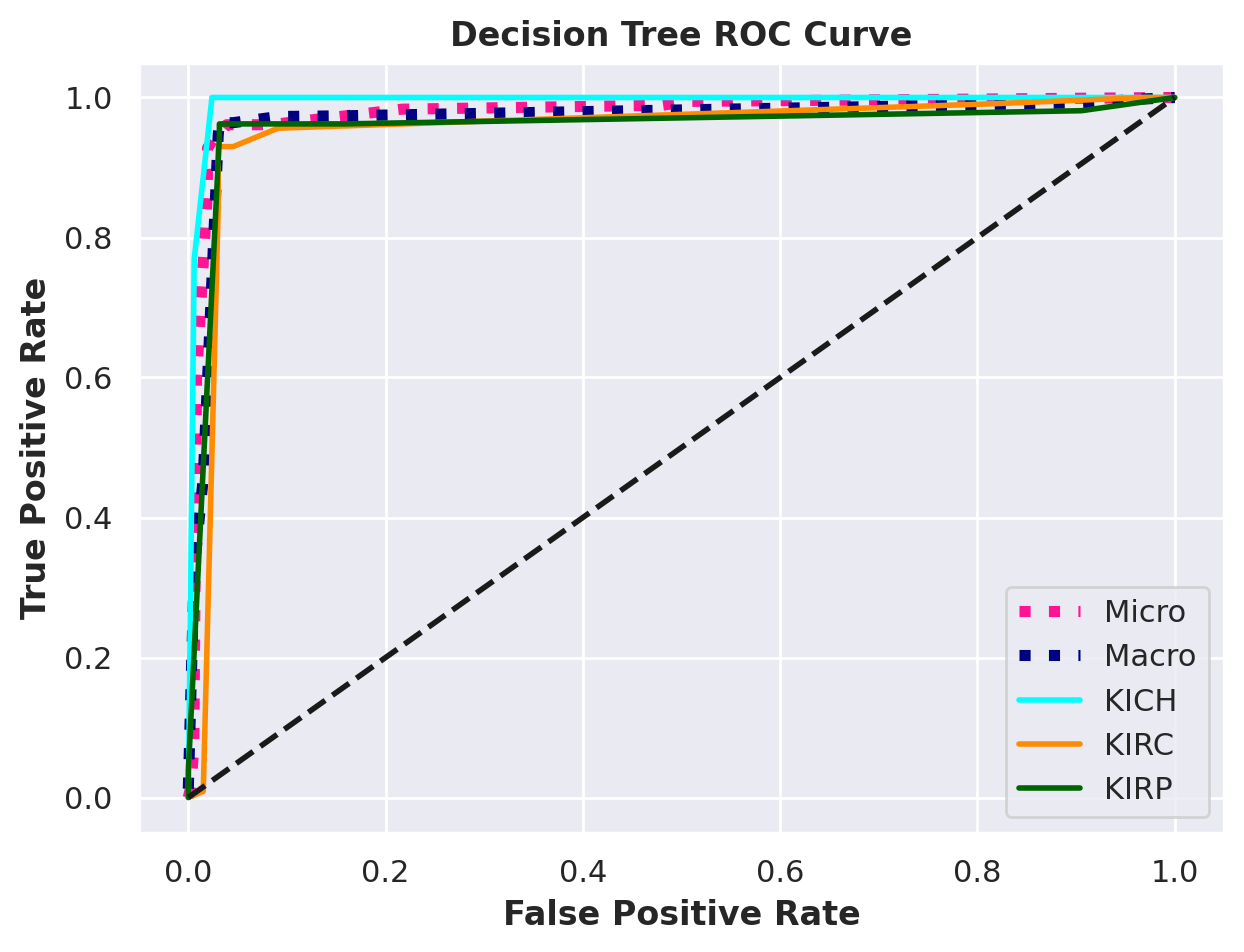 Decision Tree ROC Curve
True Positive Rate
1.0
0.8
0.6
0.4
0.2
0.0
Micro
Macro
KICH
KIRC
KIRP
0.0 0.2 0.4 0.6 0.8 1.0
False Positive Rate